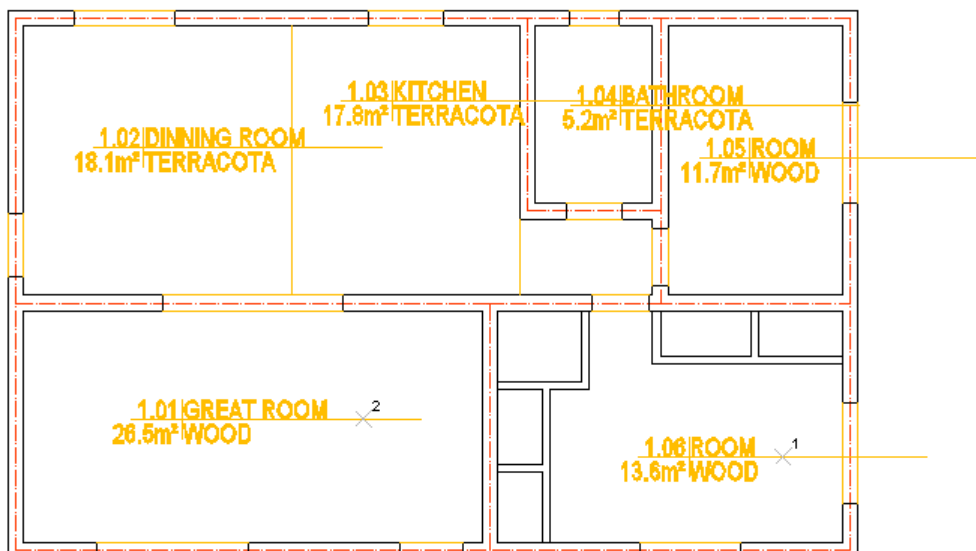 1.03 KITCHEN
17.8m² TERRACOTA
1.04 BATHROOM
5.2m² TERRACOTA
1.02 DINNING ROOM
18.1m² TERRACOTA
1.05 ROOM
11.7m² WOOD
1.01 GREAT ROOM
26.5m² WOOD
2
1.06 ROOM
13.6m² WOOD
1